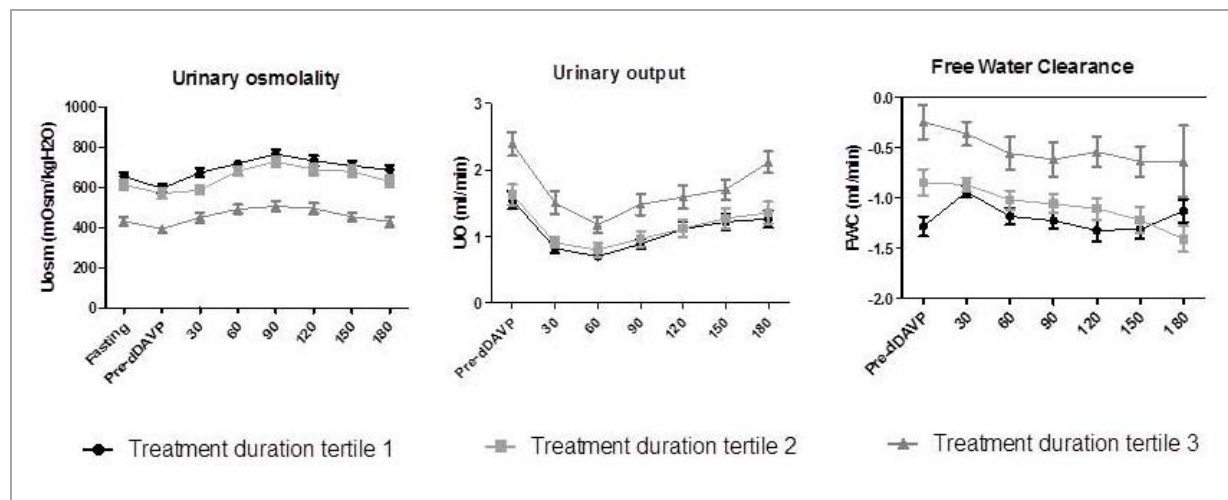 Urinary osmolality
1000
800
600
400
200
0
Uosm (mOsm/kgH2O)
Fasting
Pre-dDAVP
30
60
90
120
150
180
Urinary output
3
2
1
0
UO (ml/min)
Pre-dDAVP
30
60
90
120
150
180
Free Water Clearance
0.0
-0.5
-1.0
-1.5
-2.0
FWC (ml/min)
Pre-dDAVP
30
60
90
120
150
180
Treatment duration tertile 1
Treatment duration tertile 2
Treatment duration tertile 3